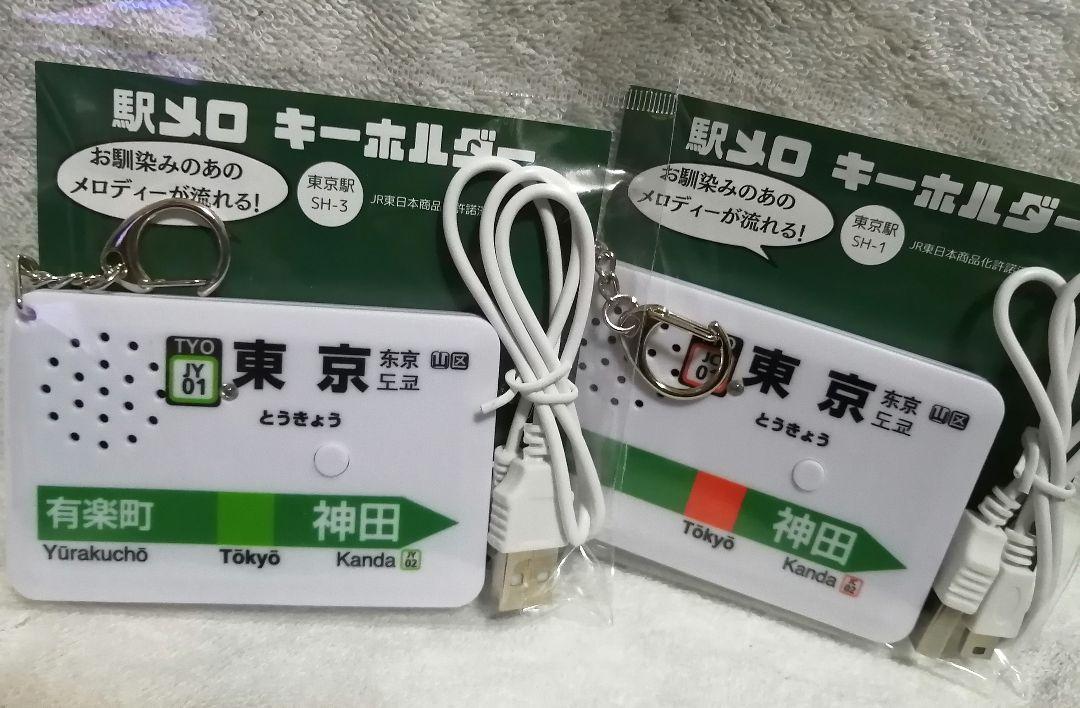 駅メロ キーホルダー
お馴染みのあの
メロディーが流れる!
東京駅
SH-3
JR東日本商品化許諾済
TYO
JY
01
東京
东京
도쿄
山区
とうきょう
有楽町
神田
Yūrakuchō
Tōkyō
Kanda
JY
02
駅メロ キーホルダー
お馴染みのあの
メロディーが流れる!
東京駅
SH-1
JR東日本商品化許諾
JC
東京
东京
도쿄
山区
とうきょう
神田
Tōkyō
Kanda
JC
02